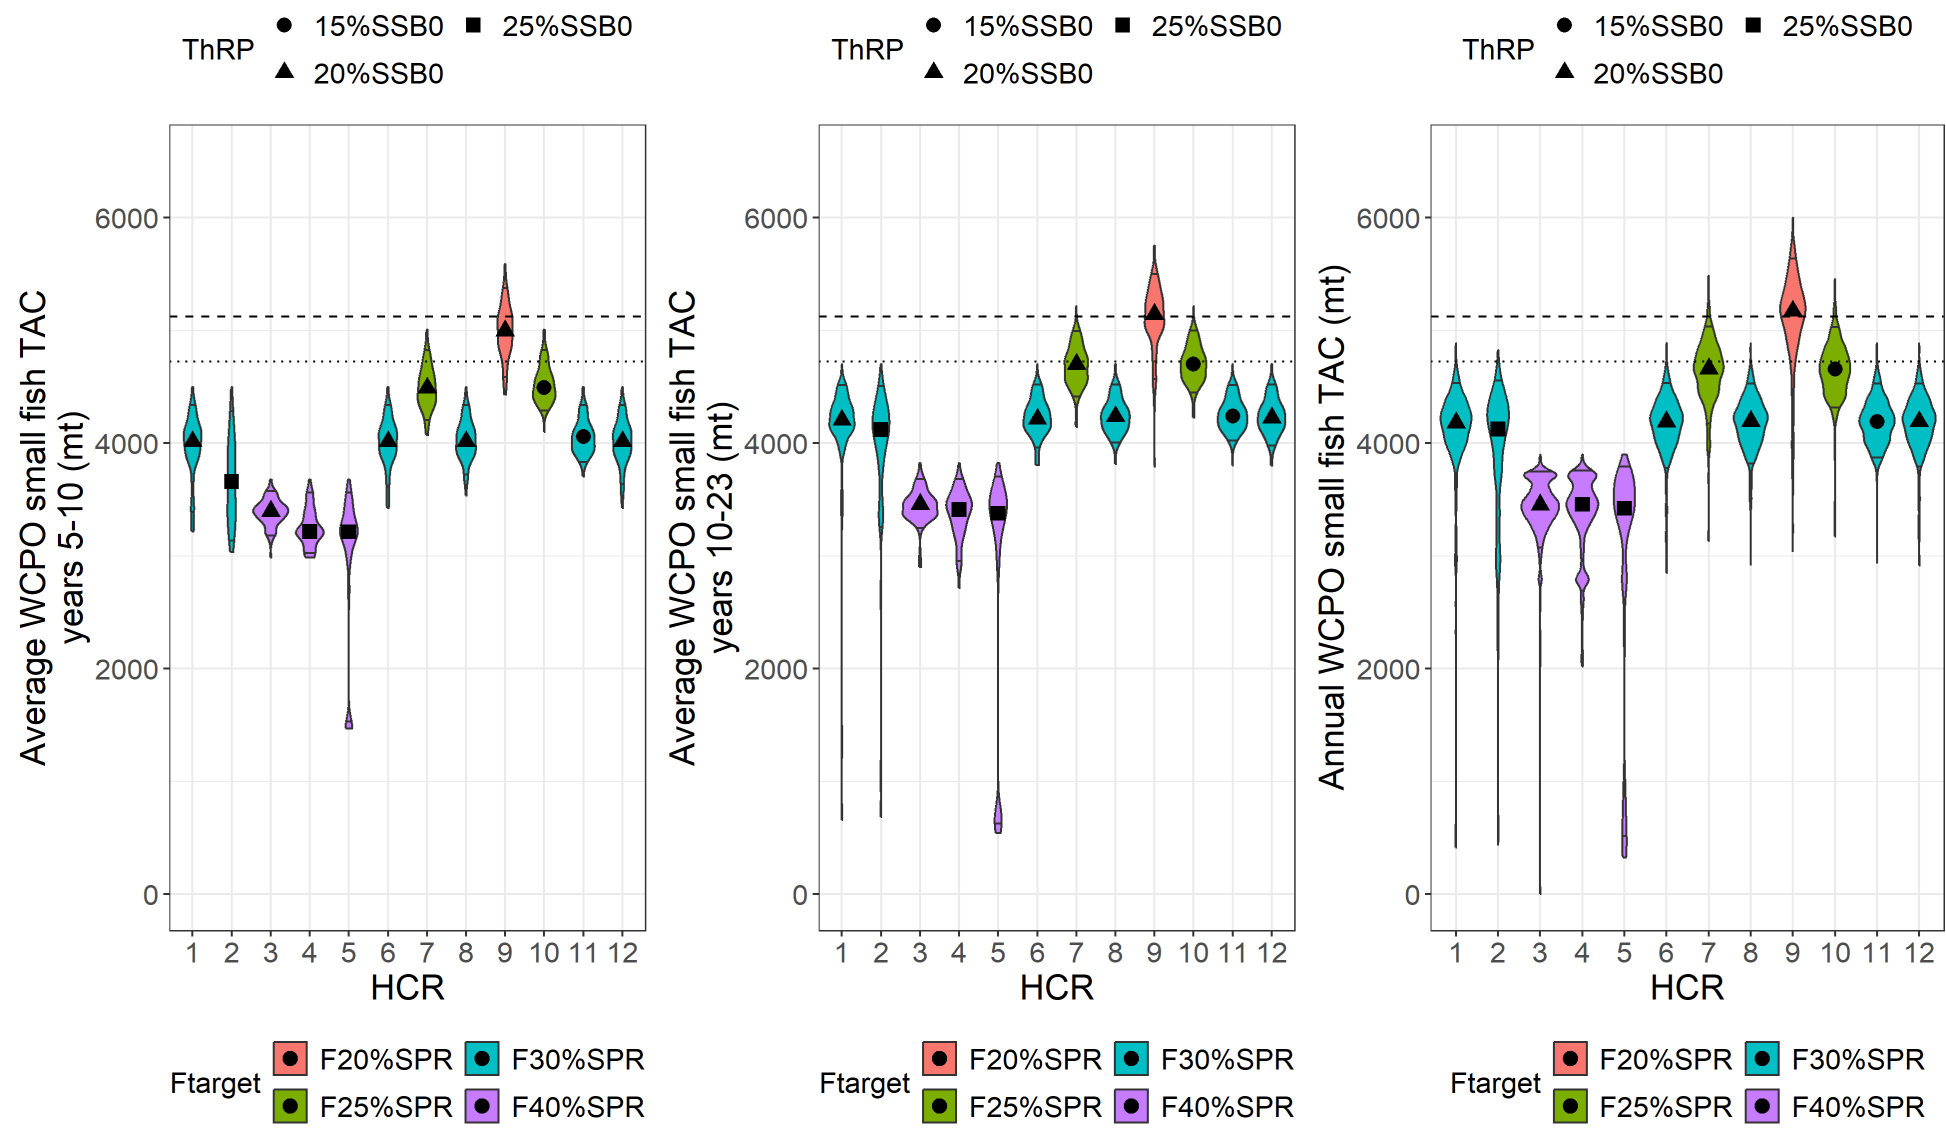 ThRP
15%SSB0
25%SSB0
20%SSB0
Average WCPO small fish TAC
years 5-10 (mt)
6000
4000
2000
0
1 2 3 4 5 6 7 8 9 10 11 12
HCR
Ftarget
F20%SPR
F30%SPR
F25%SPR
F40%SPR
ThRP
15%SSB0
25%SSB0
20%SSB0
Average WCPO small fish TAC
years 10-23 (mt)
6000
4000
2000
0
1 2 3 4 5 6 7 8 9 10 11 12
HCR
Ftarget
F20%SPR
F30%SPR
F25%SPR
F40%SPR
ThRP
15%SSB0
25%SSB0
20%SSB0
Annual WCPO small fish TAC (mt)
6000
4000
2000
0
1 2 3 4 5 6 7 8 9 10 11 12
HCR
Ftarget
F20%SPR
F30%SPR
F25%SPR
F40%SPR